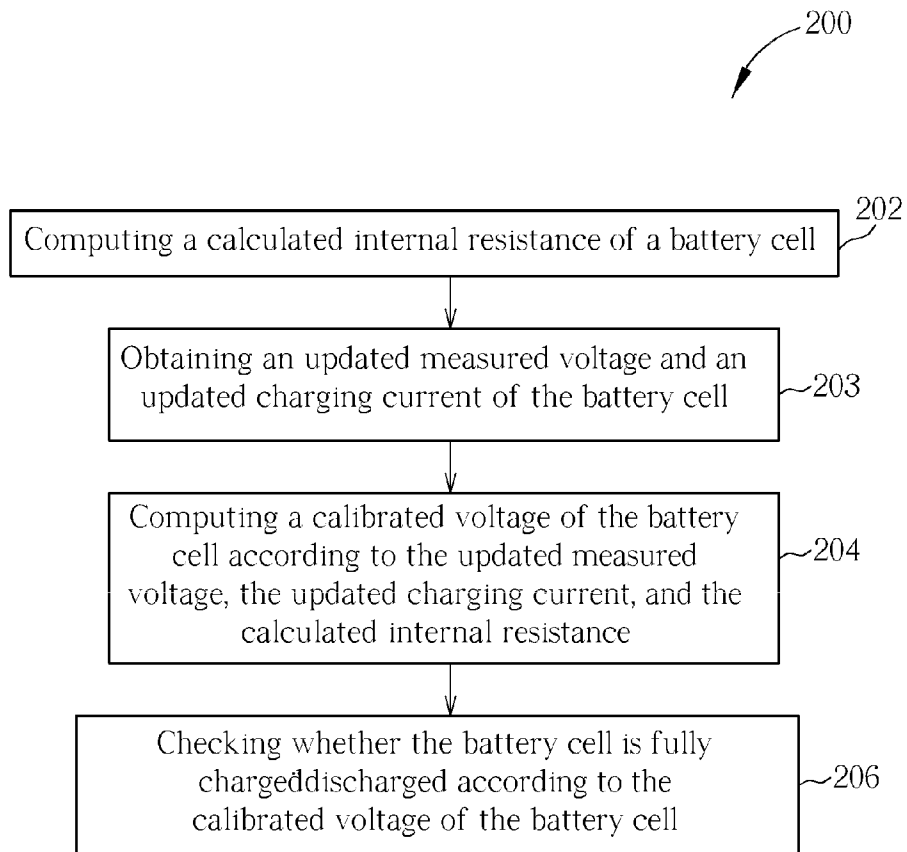 200
202
Computing a calculated internal resistance of a battery cell
Obtaining an updated measured voltage and an
updated charging current of the battery cell
203
Computing a calibrated voltage of the battery
cell according to the updated measured
voltage, the updated charging current, and the
calculated internal resistance
204
Checking whether the battery cell is fully
chargeddischarged according to the
calibrated voltage of the battery cell
206